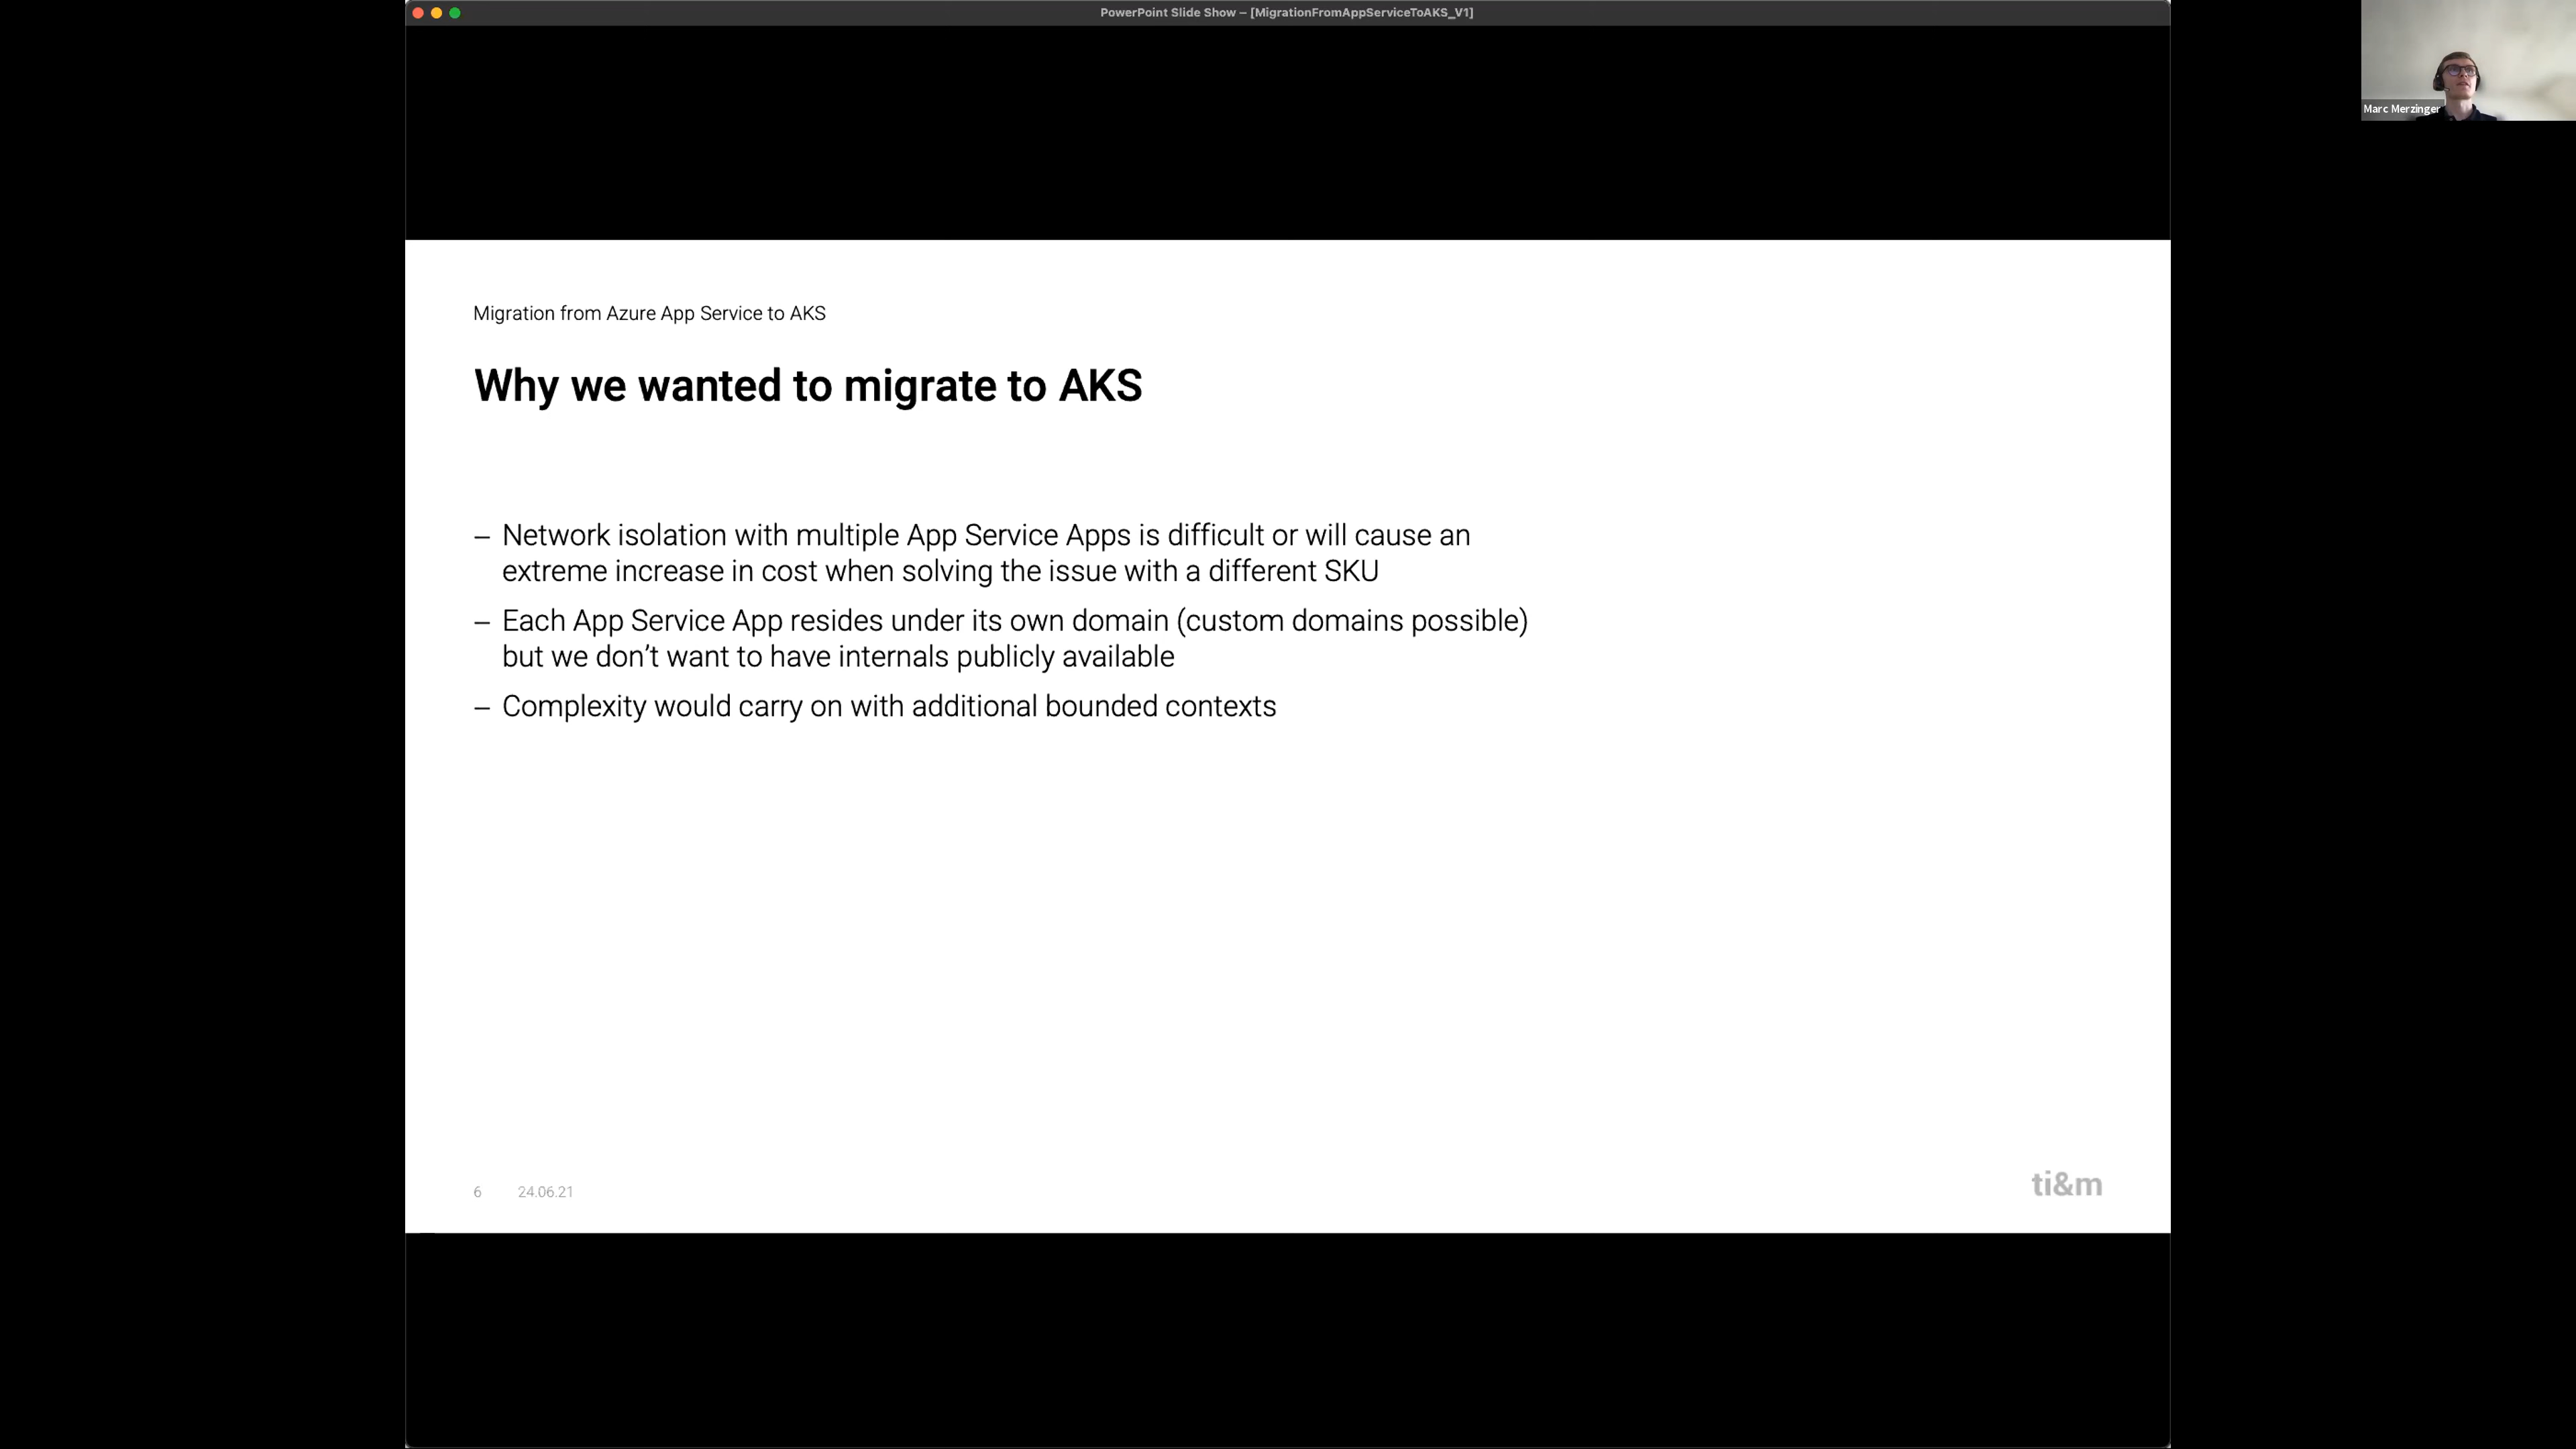 PowerPoint Slide Show – [MigrationFromAppServiceToAKS_V1]
Marc Merzinger
Migration from Azure App Service to AKS
Why we wanted to migrate to AKS
– Network isolation with multiple App Service Apps is difficult or will cause an
extreme increase in cost when solving the issue with a different SKU
– Each App Service App resides under its own domain (custom domains possible)
but we don’t want to have internals publicly available
– Complexity would carry on with additional bounded contexts
6 24.06.21
ti&m